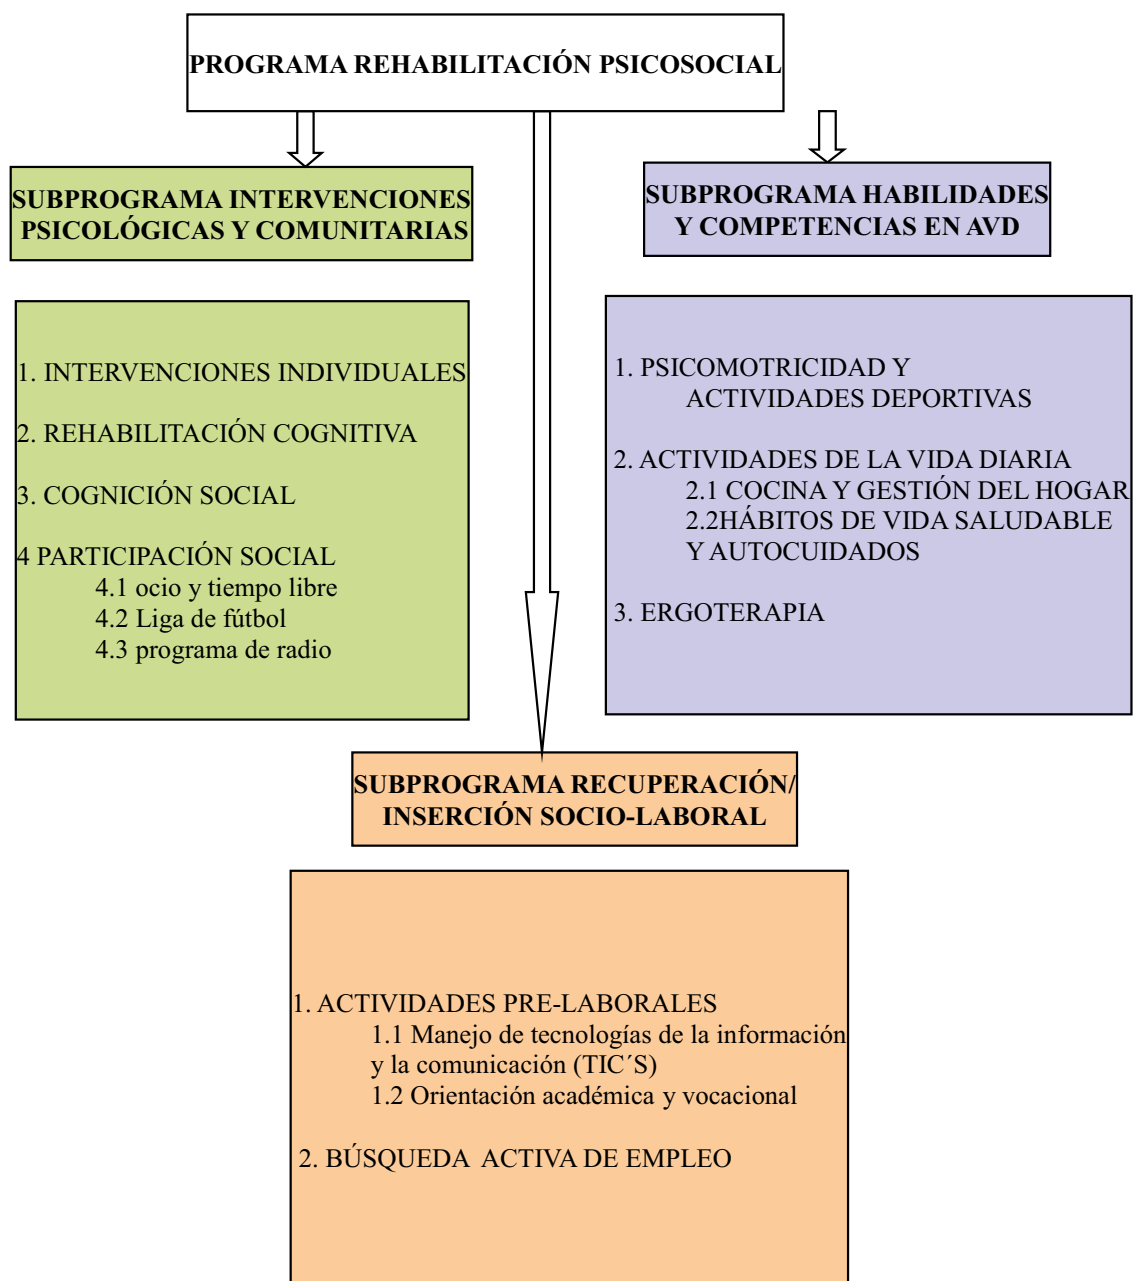 PROGRAMA REHABILITACIÓN PSICOSOCIAL
SUBPROGRAMA INTERVENCIONES
PSICOLÓGICAS Y COMUNITARIAS
1. INTERVENCIONES INDIVIDUALES
2. REHABILITACIÓN COGNITIVA
3. COGNICIÓN SOCIAL
4 PARTICIPACIÓN SOCIAL
4.1 ocio y tiempo libre
4.2 Liga de fútbol
4.3 programa de radio
SUBPROGRAMA HABILIDADES
Y COMPETENCIAS EN AVD
1. PSICOMOTRICIDAD Y
ACTIVIDADES DEPORTIVAS
2. ACTIVIDADES DE LA VIDA DIARIA
2.1 COCINA Y GESTIÓN DEL HOGAR
2.2HÁBITOS DE VIDA SALUDABLE
Y AUTOCUIDADOS
3. ERGOTERAPIA
SUBPROGRAMA RECUPERACIÓN/
INSERCIÓN SOCIO-LABORAL
1. ACTIVIDADES PRE-LABORALES
1.1 Manejo de tecnologías de la información
y la comunicación (TIC´S)
1.2 Orientación académica y vocacional
2. BÚSQUEDA  ACTIVA DE EMPLEO